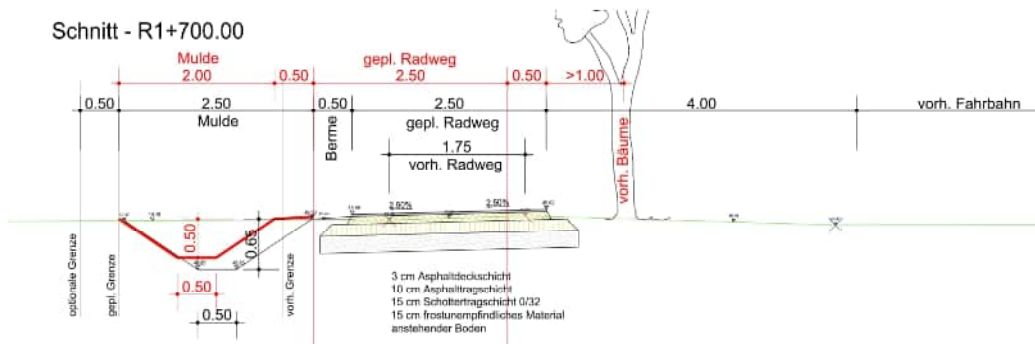 Schnitt - R1+700.00
Mulde
gepl. Radweg
2.00
0.50
2.50
0.50
>1.00
0.50
2.50
0.50
2.50
4.00
vorh. Fahrbahn
Mulde
Berme
gepl. Radweg
1.75
vorh. Radweg
vorh. Bäume
2.50%
2.50%
0.50
0.65
optionale Grenze
gepl. Grenze
vorh. Grenze
0.50
0.50
3 cm Asphaltdeckschicht
10 cm Asphalttragschicht
15 cm Schottertragschicht 0/32
15 cm frostunempfindliches Material
anstehender Boden